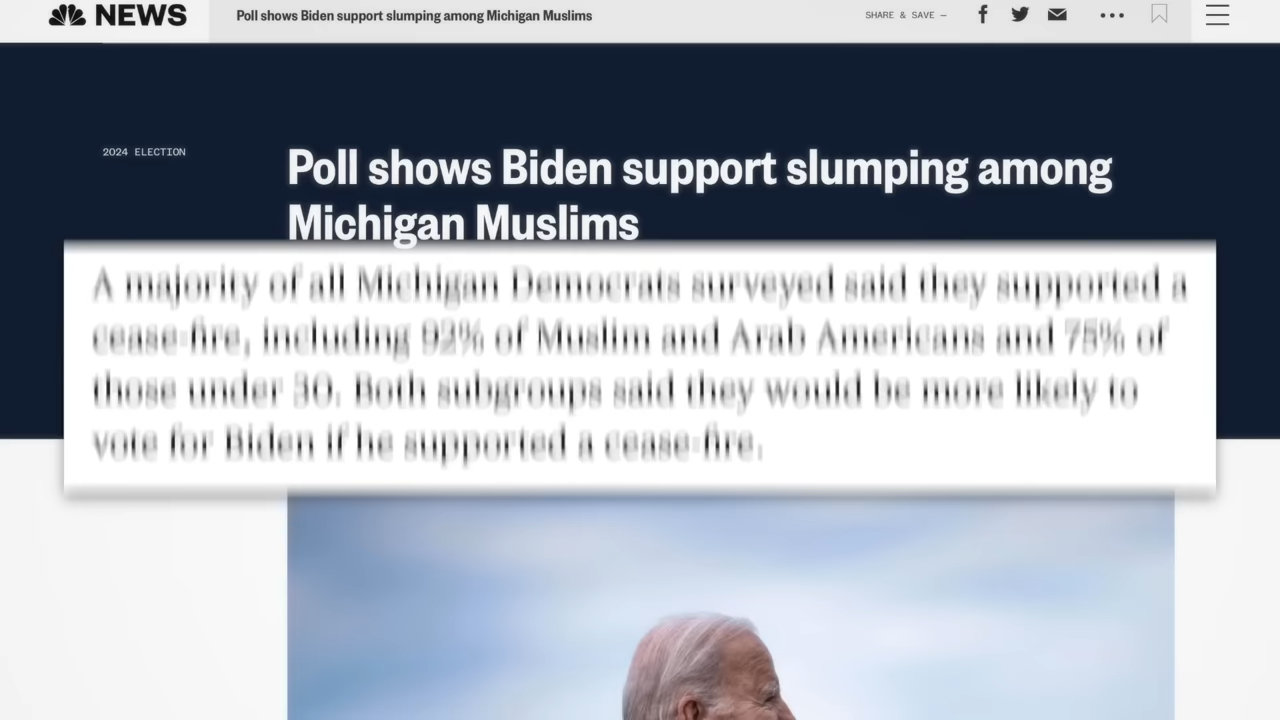 NEWS
Poll shows Biden support slumping among Michigan Muslims
SHARE & SAVE —
2024 ELECTION
Poll shows Biden support slumping among
Michigan Muslims
A majority of all Michigan Democrats surveyed said they supported a
cease-fire, including 92% of Muslim and Arab Americans and 75% of
those under 30. Both subgroups said they would be more likely to
vote for Biden if he supported a cease-fire.